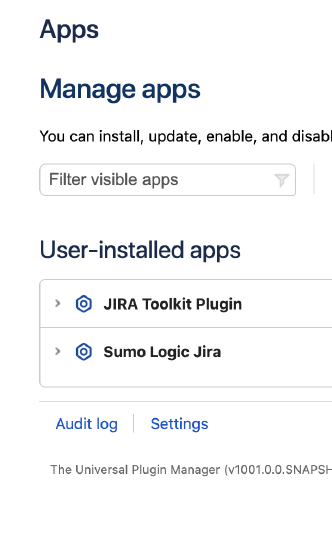 Apps
Manage apps
You can install, update, enable, and disabl
Filter visible apps
User-installed apps
JIRA Toolkit Plugin
Sumo Logic Jira
Audit log Settings
The Universal Plugin Manager (v1001.0.0.SNAPSH